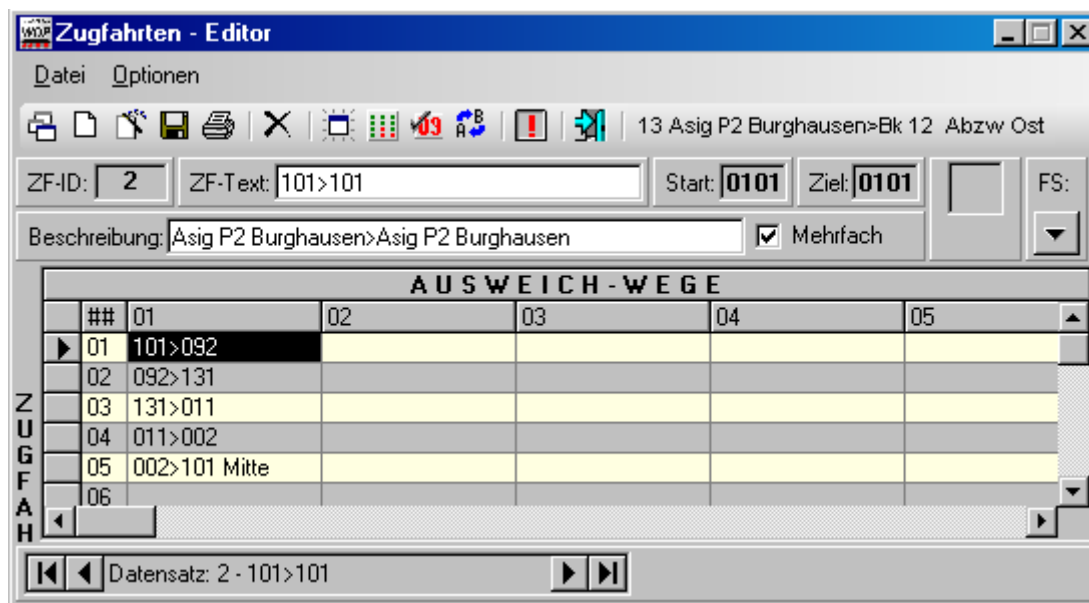 WDP Zugfahrten - Editor
Datei Optionen
09 A B 13 Asig P2 Burghausen>Bk 12 Abzw Ost
ZF-ID: 2 ZF-Text: 101>101 Start: 0101 Ziel: 0101 FS:
Beschreibung: Asig P2 Burghausen>Asig P2 Burghausen Mehrfach
AUSWEICH-WEGE
## 01 02 03 04 05
01 101>092
02 092>131
03 131>011
04 011>002
05 002>101 Mitte
06
ZUGFAH
Datensatz: 2 - 101>101